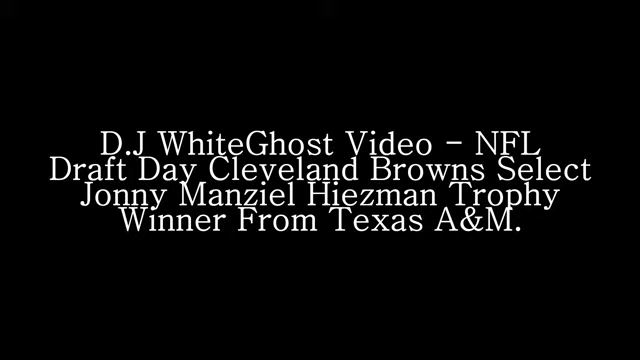 D.J WhiteGhost Video - NFL
Draft Day Cleveland Browns Select
Jonny Manziel Hiezman Trophy
Winner From Texas A&M.